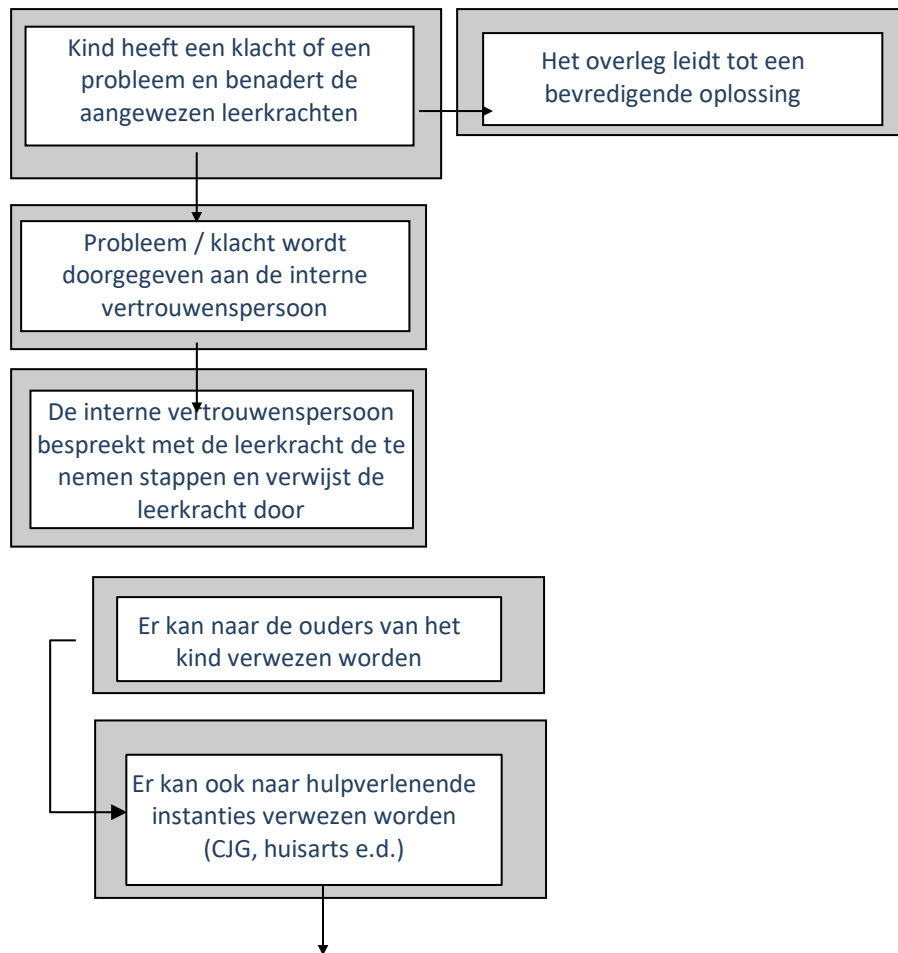 Kind heeft een klacht of een
probleem en benadert de
aangewezen leerkrachten
Het overleg leidt tot een
bevredigende oplossing
Probleem / klacht wordt
doorgegeven aan de interne
vertrouwenspersoon
De interne vertrouwenspersoon
bespreekt met de leerkracht de te
nemen stappen en verwijst de
leerkracht door
Er kan naar de ouders van het
kind verwezen worden
Er kan ook naar hulpverlenende
instanties verwezen worden
(CJG, huisarts e.d.)